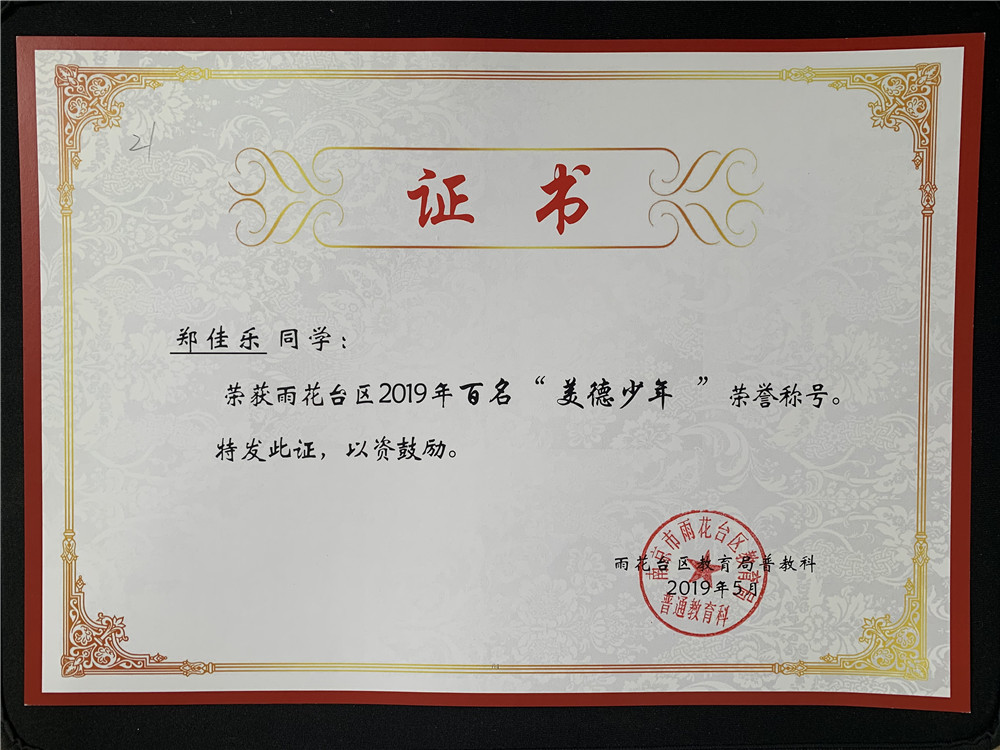 21
证 书
郑佳乐 同学：
荣获雨花台区2019年百名“美德少年 ”荣誉称号。
特发此证，以资鼓励。
雨花台区教育局普教科
2019年5月
南京市雨花台区教育局
普通教育科